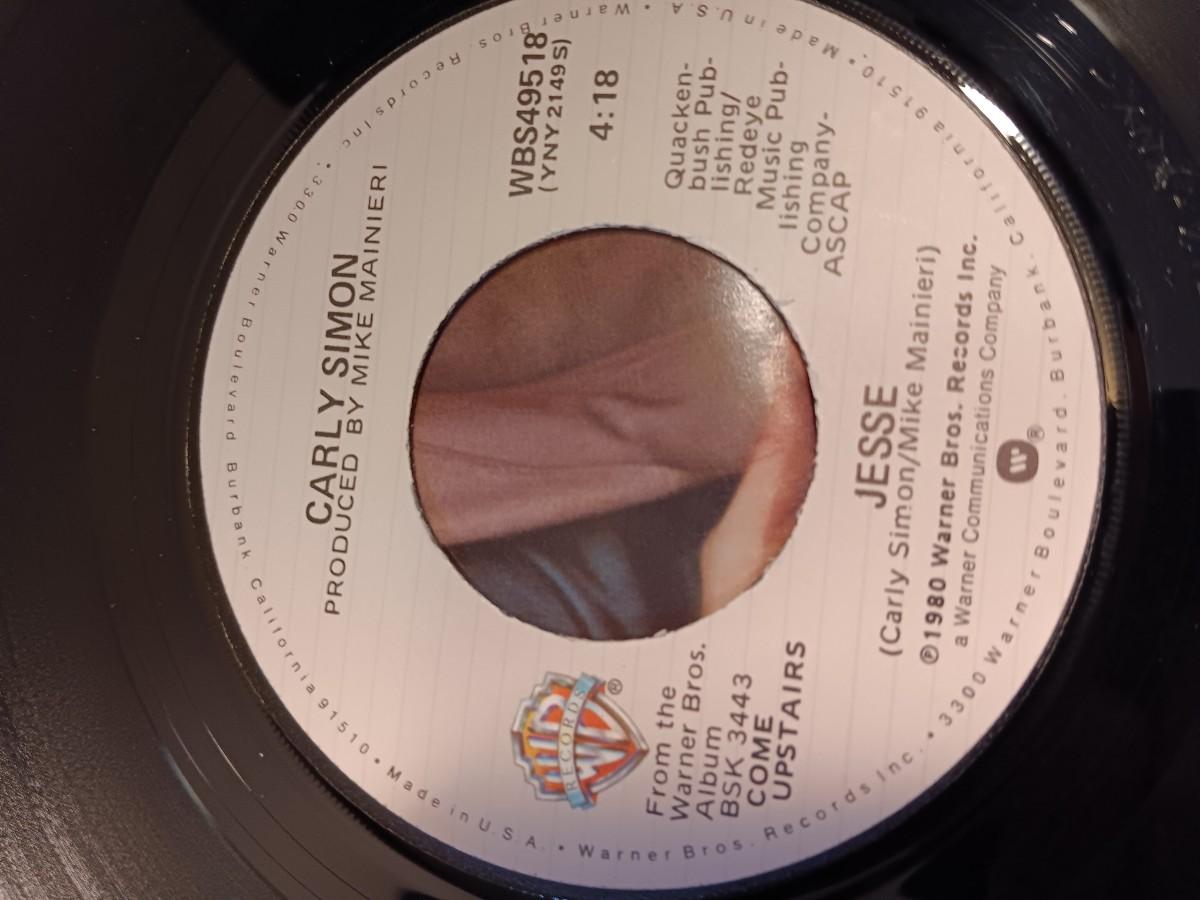 CARLY SIMON
PRODUCED BY MIKE MAINIERI
WB
RECORDS
®
From the
Warner Bros.
Album
BSK 3443
COME
UPSTAIRS
WBS49518
(YNY 2149 S)
4:18
Quacken-
bush Pub-
lishing/
Redeye
Music Pub-
lishing
Company-
ASCAP
JESSE
(Carly Simon/Mike Mainieri)
℗1980 Warner Bros. Records Inc.
a Warner Communications Company
W®
Warner Bros. Records Inc. • 3300 Warner Boulevard. Burbank. California 91510 • Made in U.S.A. • Warner Bros. Records Inc. • 3300 Warner Boulevard. Burbank. California 91510 • Made in U.S.A. •